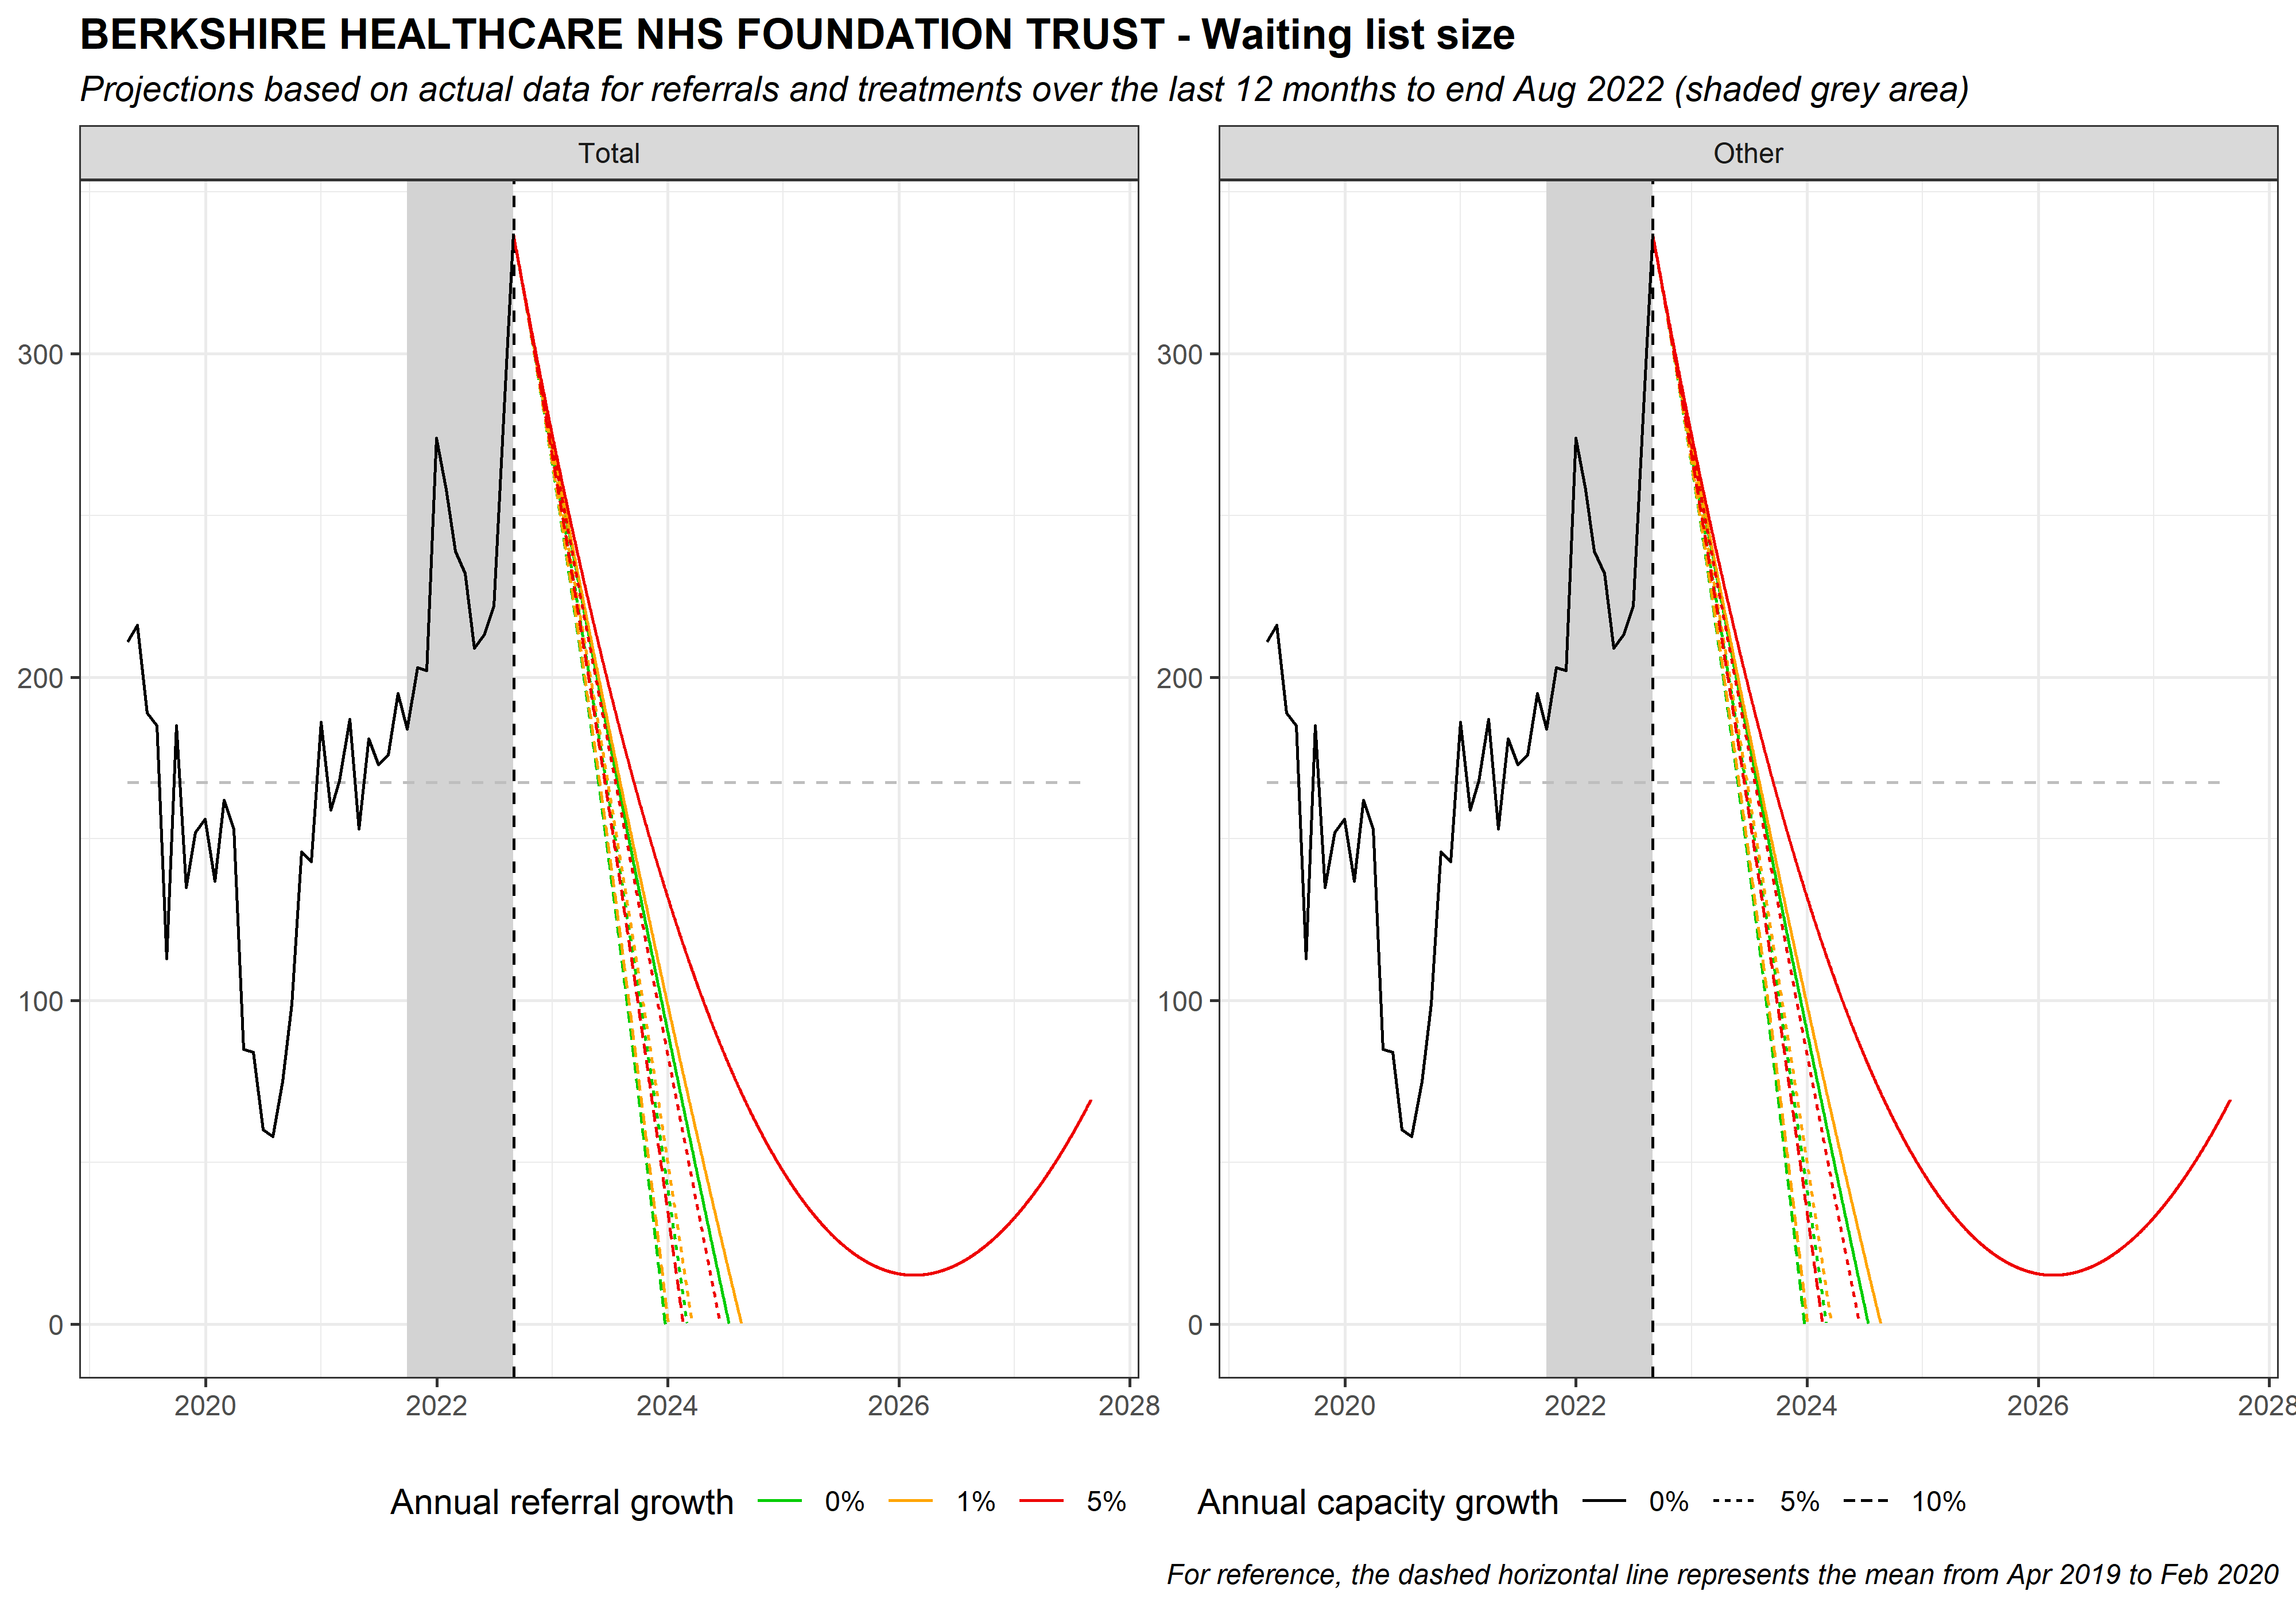 BERKSHIRE HEALTHCARE NHS FOUNDATION TRUST - Waiting list size
Projections based on actual data for referrals and treatments over the last 12 months to end Aug 2022 (shaded grey area)
Total
300
200
100
0
2020 2022 2024 2026 2028
Other
300
200
100
0
2020 2022 2024 2026 2028
Annual referral growth 0% 1% 5%
Annual capacity growth 0% 5% 10%
For reference, the dashed horizontal line represents the mean from Apr 2019 to Feb 2020